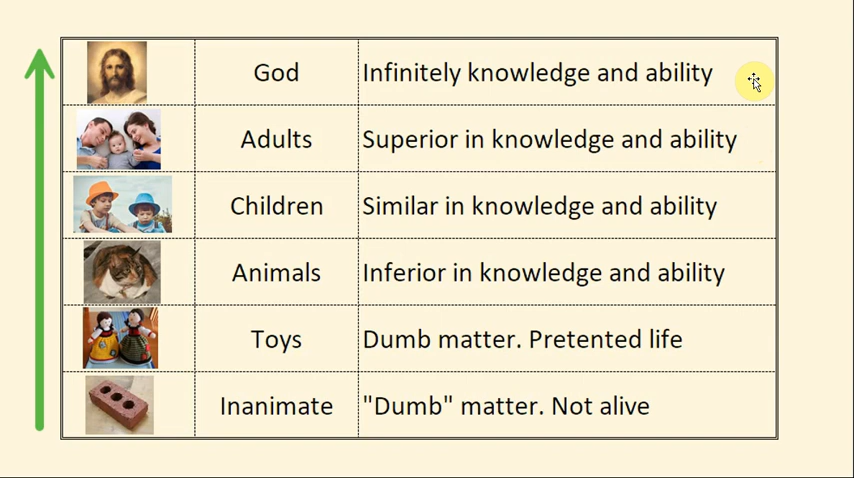 God Infinitely knowledge and ability
Adults Superior in knowledge and ability
Children Similar in knowledge and ability
Animals Inferior in knowledge and ability
Toys Dumb matter. Pretented life
Inanimate "Dumb" matter. Not alive